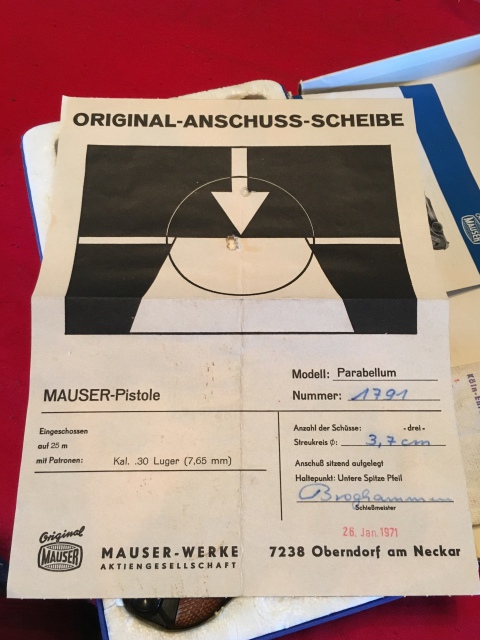 ORIGINAL-ANSCHUSS-SCHEIBE
MAUSER
Modell: Parabellum
MAUSER-Pistole
Nummer: 1791
Eingeschossen
auf 25 m
mit Patronen: Kal. .30 Luger (7,65 mm)
Anzahl der Schüsse: -drei-
Streukreis ∅: 3,7 cm
Anschuß sitzend aufgelegt
Haltepunkt: Untere Spitze Pfeil
Broghammer
Schießmeister
26. Jan. 1971
Original
MAUSER
MAUSER-WERKE
AKTIENGESELLSCHAFT
7238 Oberndorf am Neckar